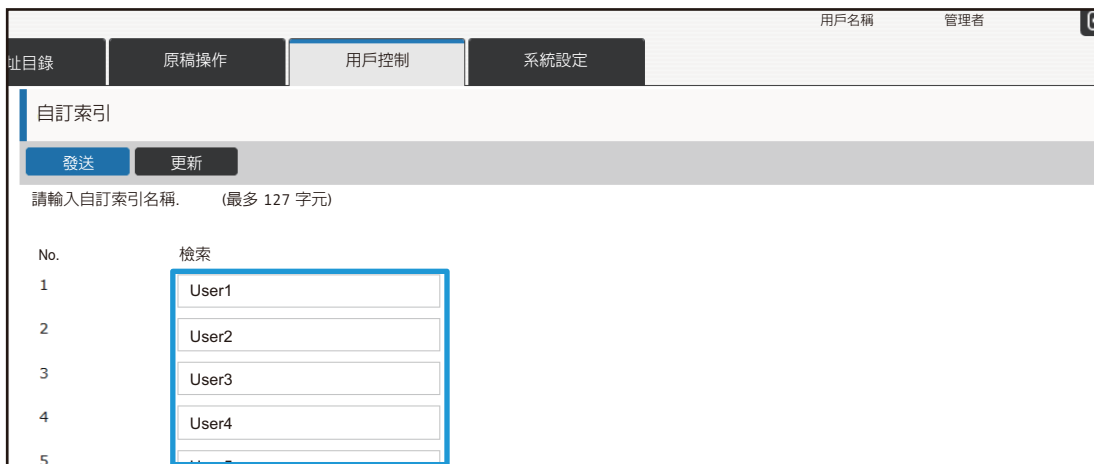 用戶名稱 管理者
址目錄 原稿操作 用戶控制 系統設定
自訂索引
發送 更新
請輸入自訂索引名稱. (最多 127 字元)
No. 檢索
1 User1
2 User2
3 User3
4 User4
5